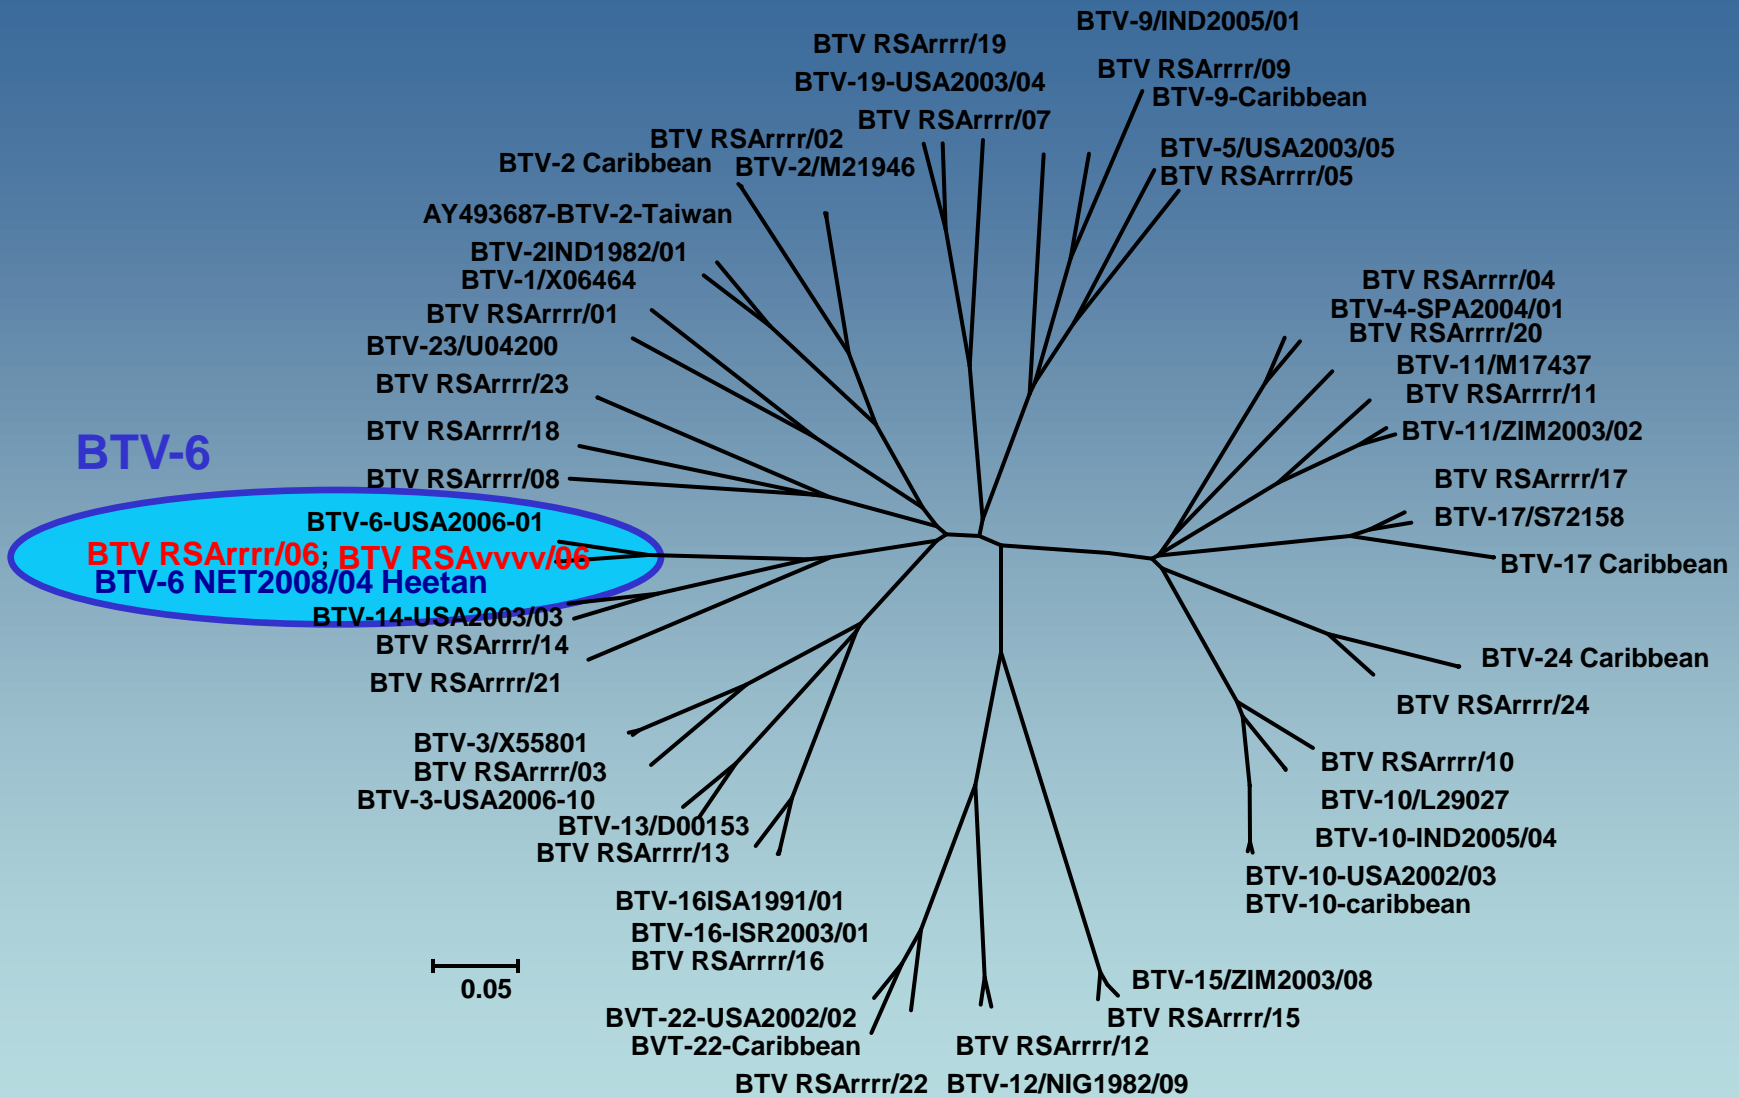 BTV-9/IND2005/01
BTV RSArrrr/19
BTV RSArrrr/09
BTV-19-USA2003/04
BTV-9-Caribbean
BTV RSArrrr/07
BTV RSArrrr/02
BTV-5/USA2003/05
BTV-2 Caribbean
BTV-2/M21946
BTV RSArrrr/05
AY493687-BTV-2-Taiwan
BTV-2IND1982/01
BTV-1/X06464
BTV RSArrrr/04
BTV RSArrrr/01
BTV-4-SPA2004/01
BTV RSArrrr/20
BTV-23/U04200
BTV-11/M17437
BTV RSArrrr/23
BTV RSArrrr/11
BTV RSArrrr/18
BTV-11/ZIM2003/02
BTV-6
BTV RSArrrr/08
BTV RSArrrr/17
BTV-6-USA2006-01
BTV-17/S72158
BTV RSArrrr/06; BTV RSAvvvv/06
BTV-17 Caribbean
BTV-6 NET2008/04 Heetan
BTV-14-USA2003/03
BTV RSArrrr/14
BTV-24 Caribbean
BTV RSArrrr/21
BTV RSArrrr/24
BTV-3/X55801
BTV RSArrrr/10
BTV RSArrrr/03
BTV-3-USA2006-10
BTV-10/L29027
BTV-13/D00153
BTV-10-IND2005/04
BTV RSArrrr/13
BTV-10-USA2002/03
BTV-10-caribbean
BTV-16ISA1991/01
BTV-16-ISR2003/01
BTV RSArrrr/16
0.05
BTV-15/ZIM2003/08
BVT-22-USA2002/02
BTV RSArrrr/15
BVT-22-Caribbean
BTV RSArrrr/12
BTV RSArrrr/22
BTV-12/NIG1982/09